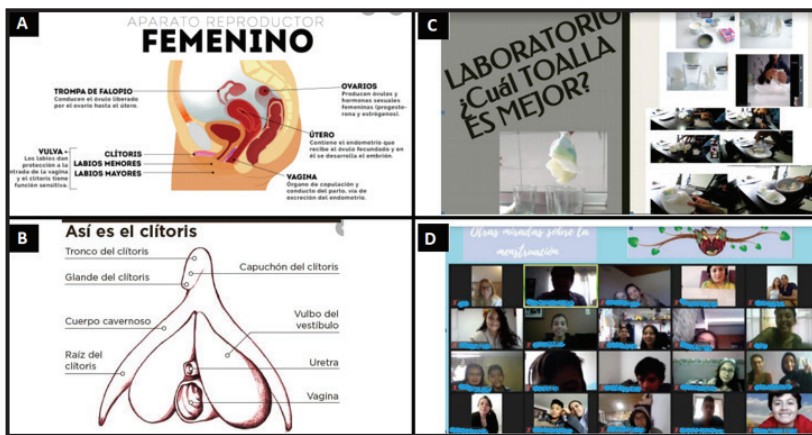 A
APARATO REPRODUCTOR
FEMENINO
TROMPA DE FALOPIO
Conducen el óvulo liberado
por el ovario hasta el útero.
OVARIOS
Producen óvulos y
hormonas sexuales
femeninas (progeste-
rona y estrógenos).
ÚTERO
Contiene el endometrio que
recibe el óvulo fecundado y en
él se desarrolla el embrión.
VULVA
Los labios dan
protección a la
entrada de la vagina
y el clítoris tiene
función sensitiva.
CLÍTORIS
LABIOS MENORES
LABIOS MAYORES
VAGINA
Órgano de copulación y
conducto del parto, vía de
excreción del endometrio.
B
Así es el clítoris
Tronco del clítoris
Glande del clítoris
Capuchón del clítoris
Cuerpo cavernoso
Vulbo del
vestíbulo
Raíz del
clítoris
Uretra
Vagina
C
LABORATORIO
¿Cuál TOALLA
ES MEJOR?
D
Otras miradas sobre la
menstruación